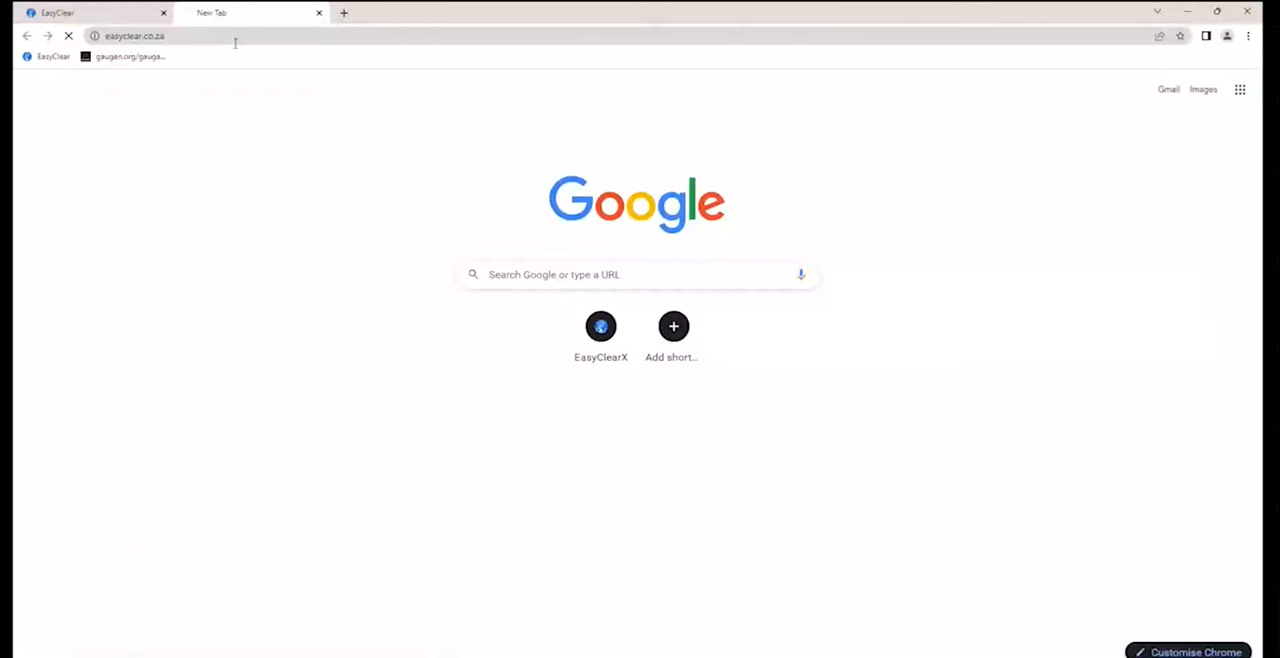 EasyClear
New Tab
easyclear.co.za
EasyClear
gaugan.org/gauga...
Gmail
Images
Google
Search Google or type a URL
EasyClearX
Add short...
Customise Chrome